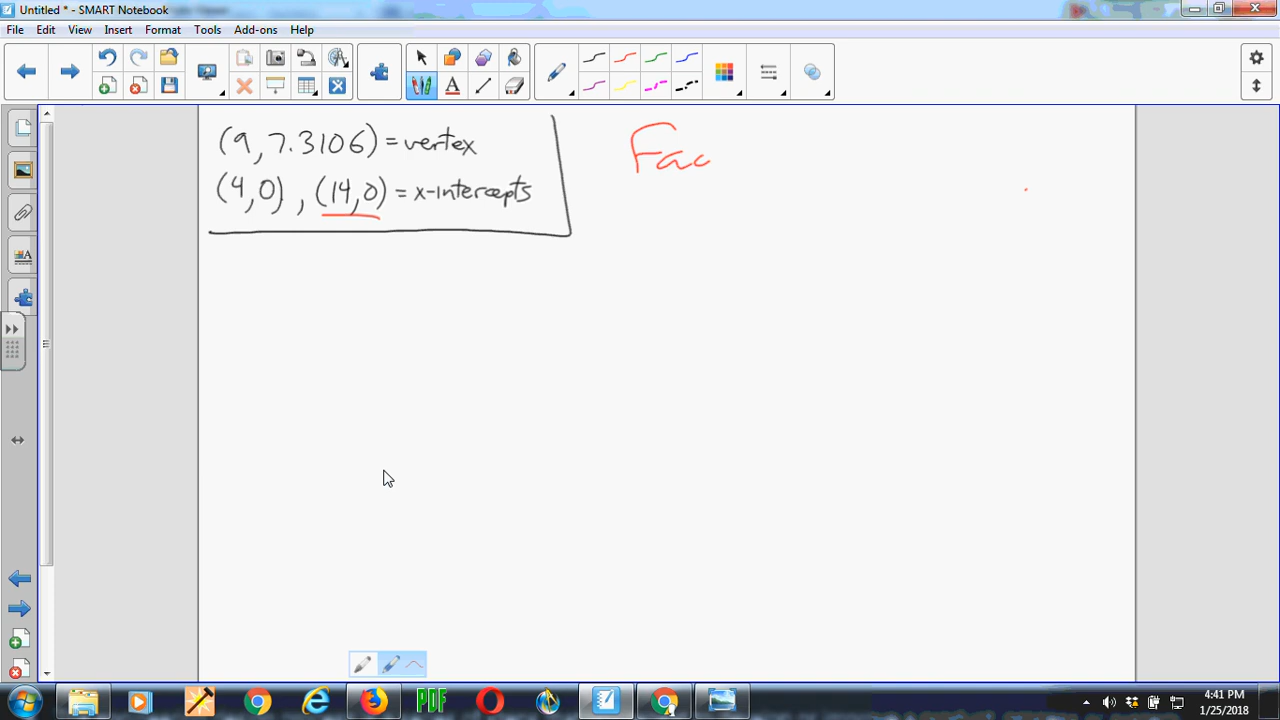 Untitled * - SMART Notebook
File Edit View Insert Format Tools Add-ons Help
(9, 7.3106) = vertex
(4,0), (14,0) = x-intercepts
Fac
PDF
4:41 PM
1/25/2018